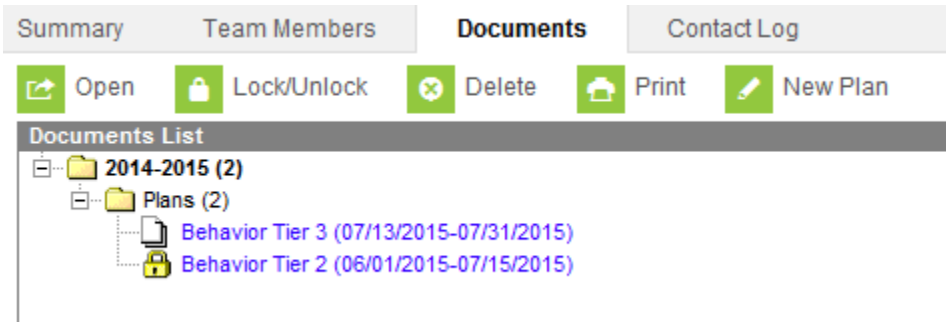 Summary Team Members Documents Contact Log
Open Lock/Unlock Delete Print New Plan
Documents List
2014-2015 (2)
Plans (2)
Behavior Tier 3 (07/13/2015-07/31/2015)
Behavior Tier 2 (06/01/2015-07/15/2015)